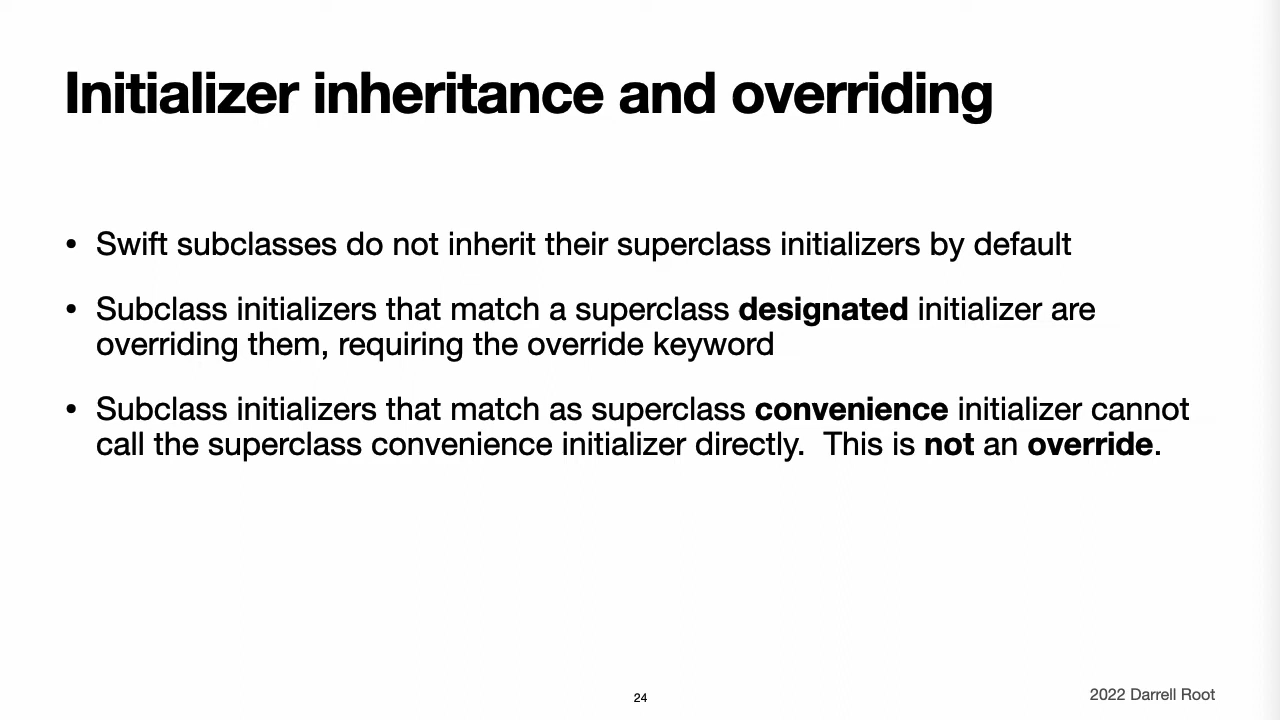 Initializer inheritance and overriding
• Swift subclasses do not inherit their superclass initializers by default
• Subclass initializers that match a superclass designated initializer are
overriding them, requiring the override keyword
• Subclass initializers that match as superclass convenience initializer cannot
call the superclass convenience initializer directly.  This is not an override.
24
2022 Darrell Root